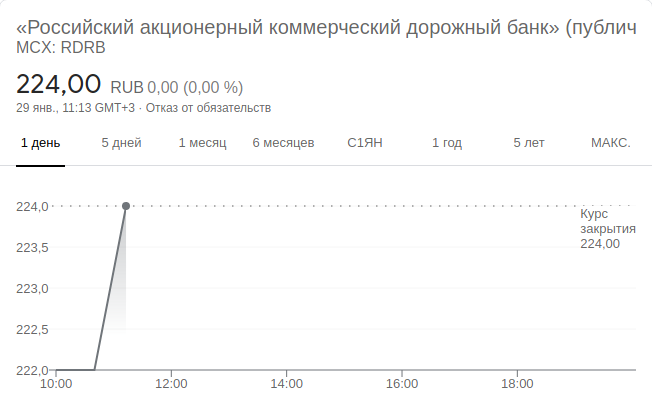 «Российский акционерный коммерческий дорожный банк» (публич
MCX: RDRB
224,00 RUB 0,00 (0,00 %)
29 янв., 11:13 GMT+3 · Отказ от обязательств
1 день 5 дней 1 месяц 6 месяцев С1ЯН 1 год 5 лет МАКС.
224,0
Курс
закрытия
224,00
223,5
223,0
222,5
222,0
10:00 12:00 14:00 16:00 18:00